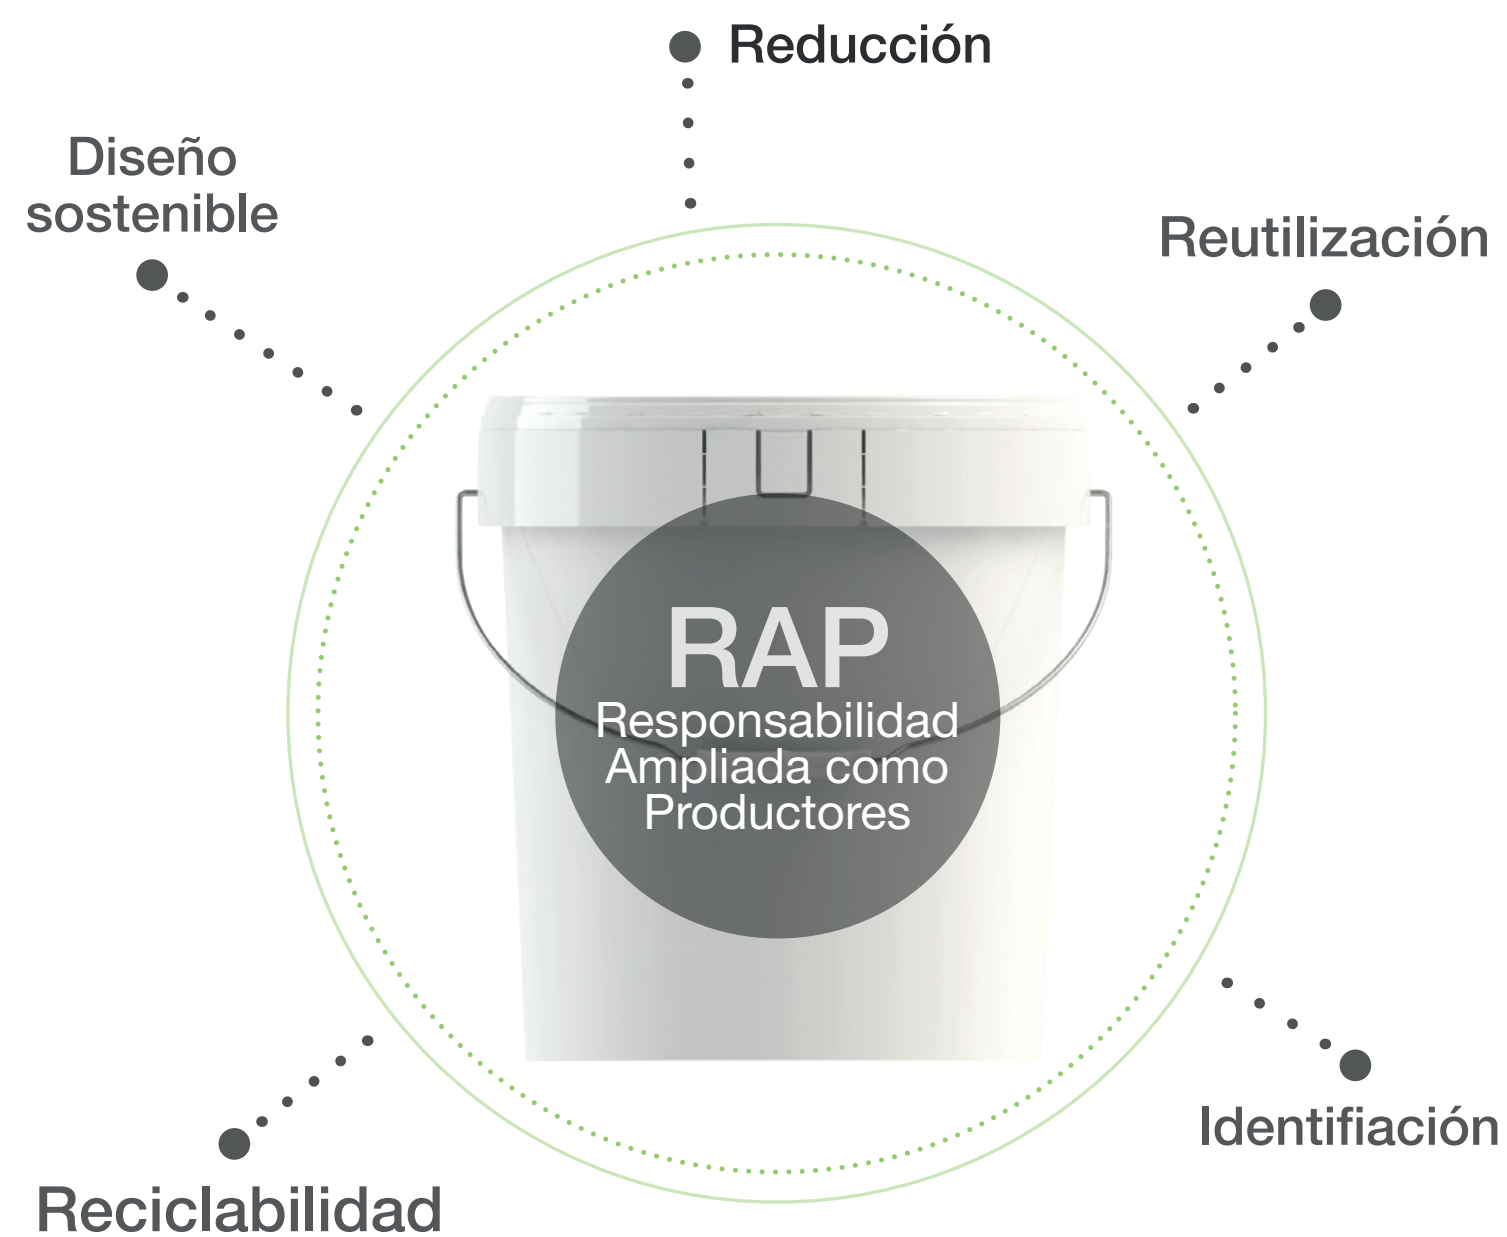 Reducción
Diseño
sostenible
Reutilización
RAP
Responsabilidad
Ampliada como
Productores
Identifiación
Reciclabilidad